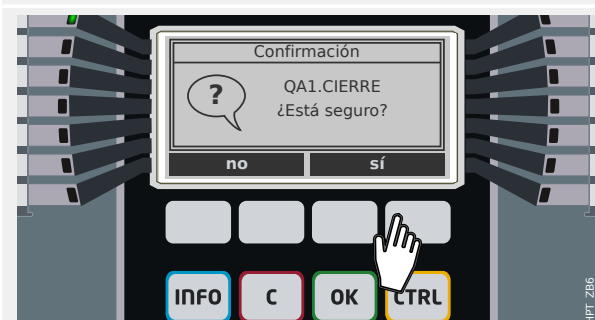 Confirmación
?
QA1.CIERRE
¿Está seguro?
no sí
INFO C OK CTRL
HPT_ZB6